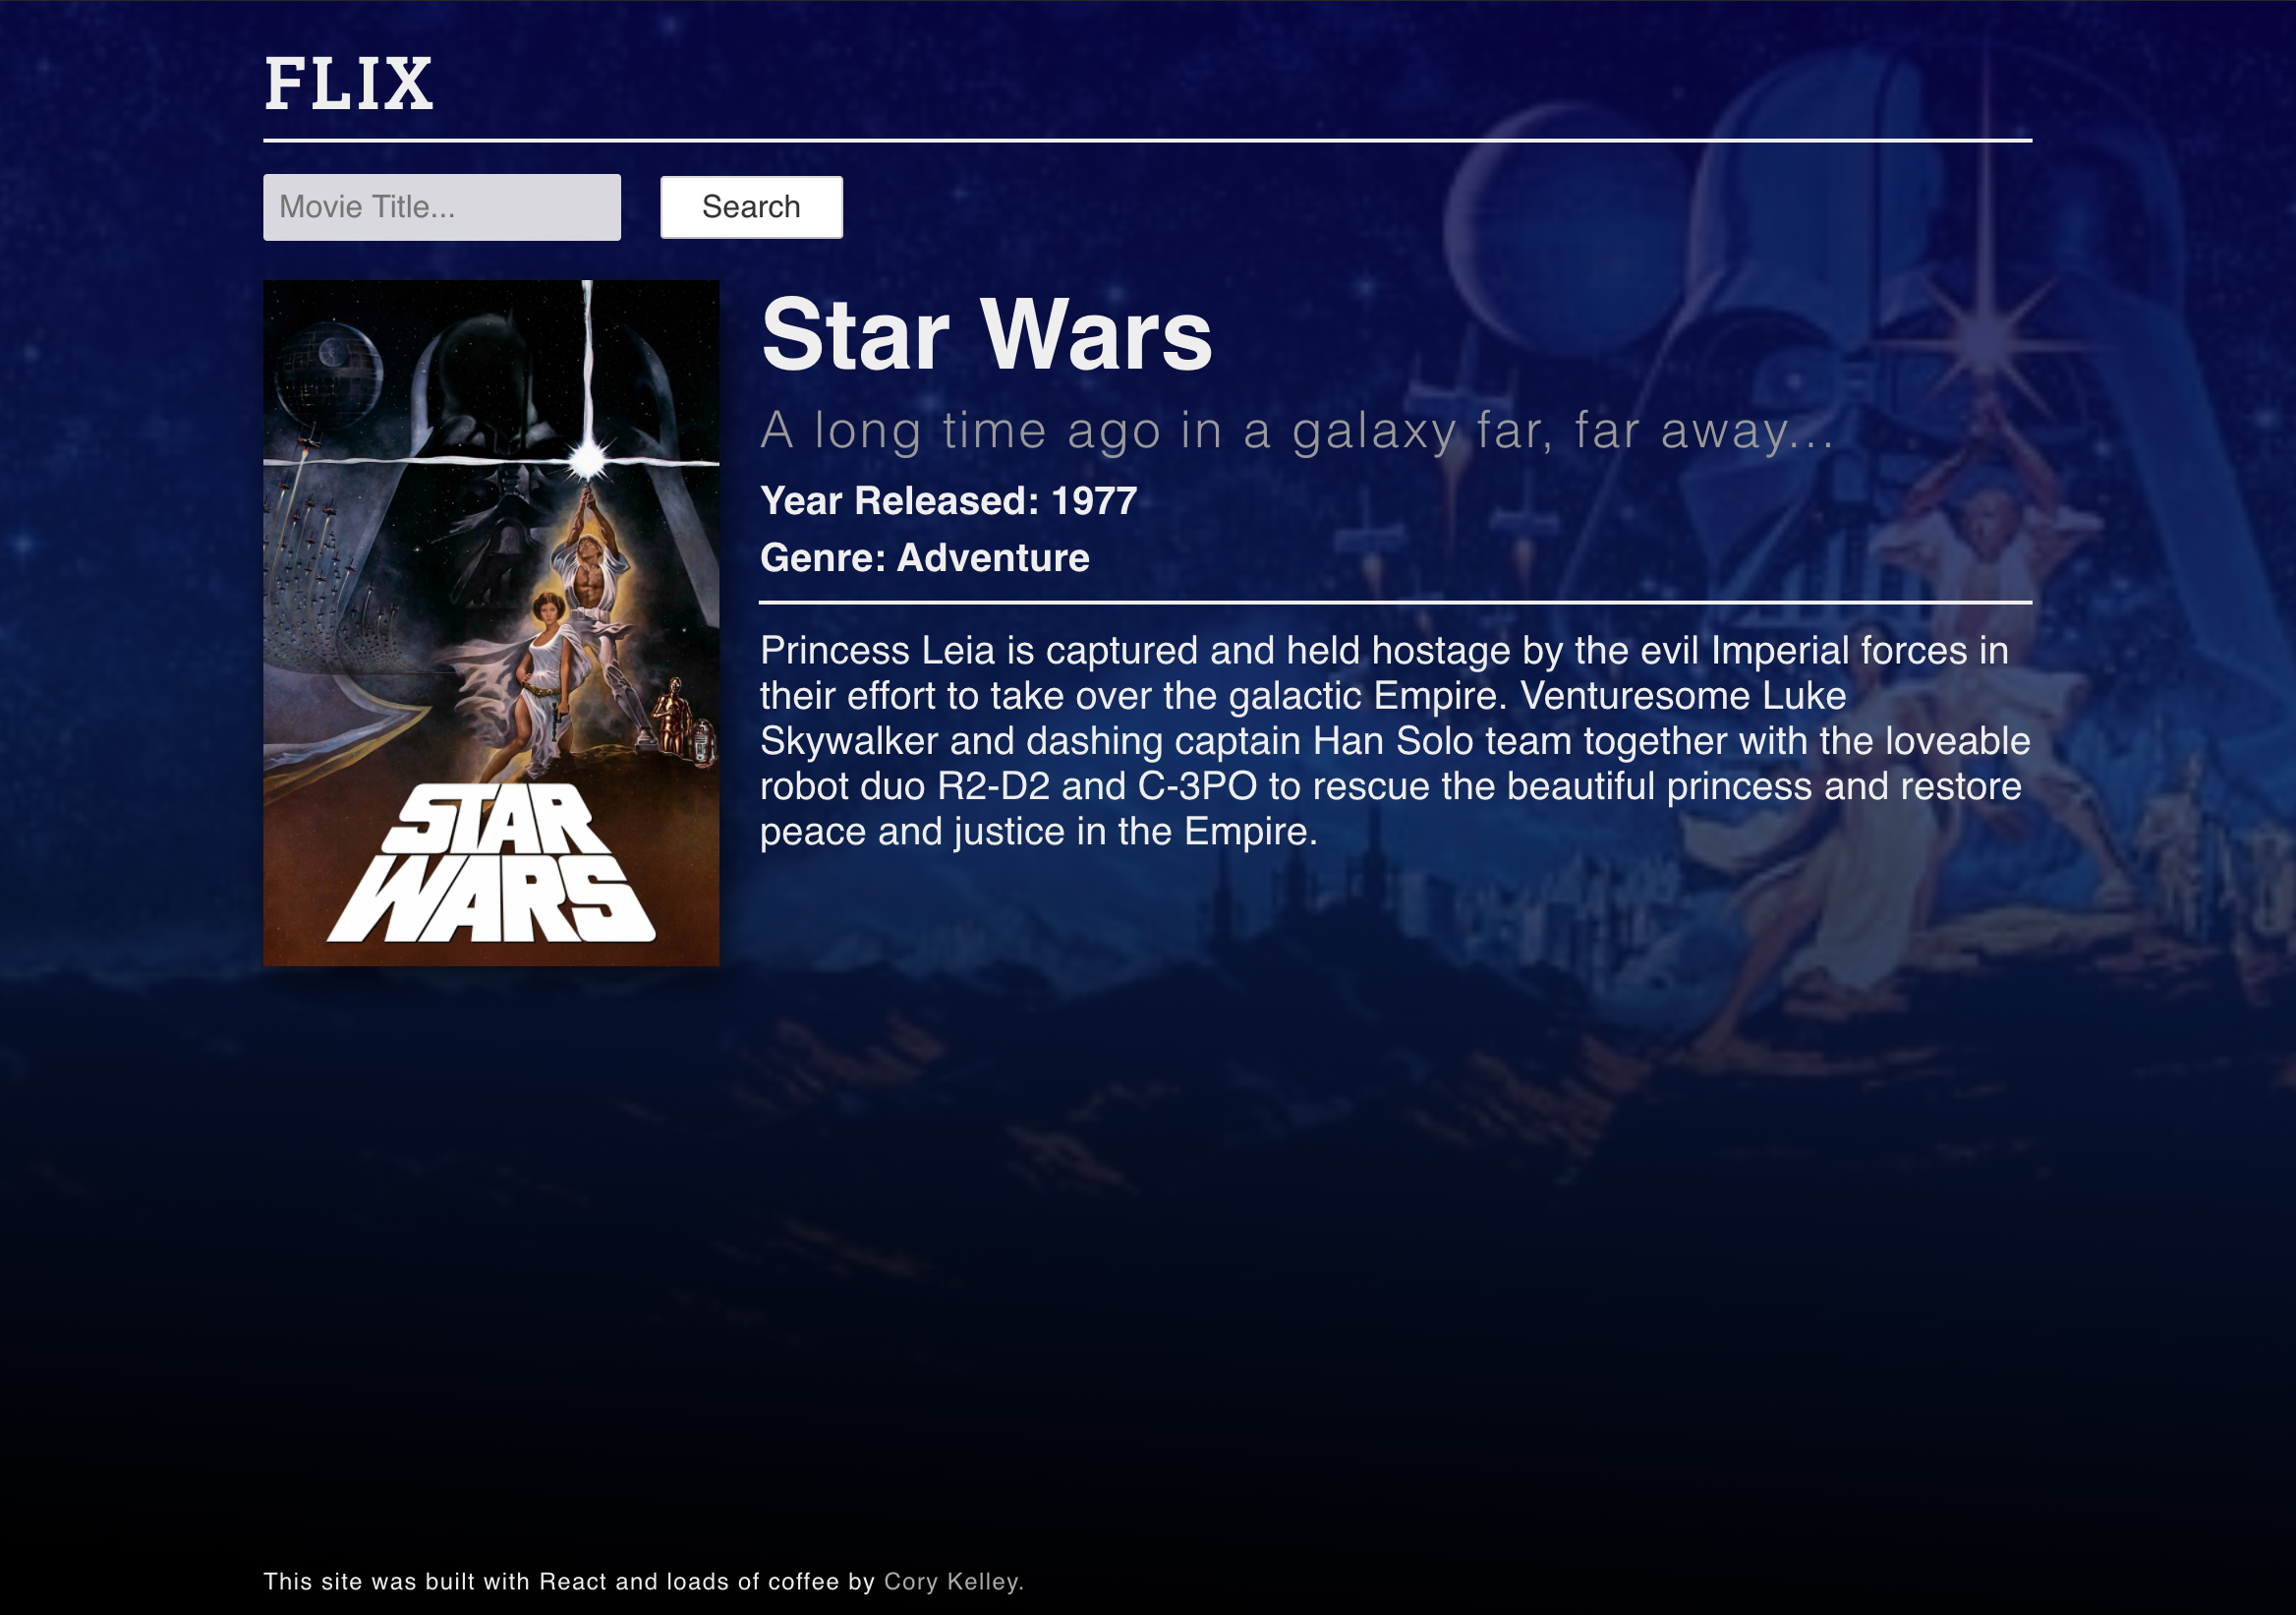 FLIX
Movie Title...
Search
Star Wars
A long time ago in a galaxy far, far away...
Year Released: 1977
Genre: Adventure
Princess Leia is captured and held hostage by the evil Imperial forces in
their effort to take over the galactic Empire. Venturesome Luke
Skywalker and dashing captain Han Solo team together with the loveable
robot duo R2-D2 and C-3PO to rescue the beautiful princess and restore
peace and justice in the Empire.
STAR
WARS
This site was built with React and loads of coffee by Cory Kelley.